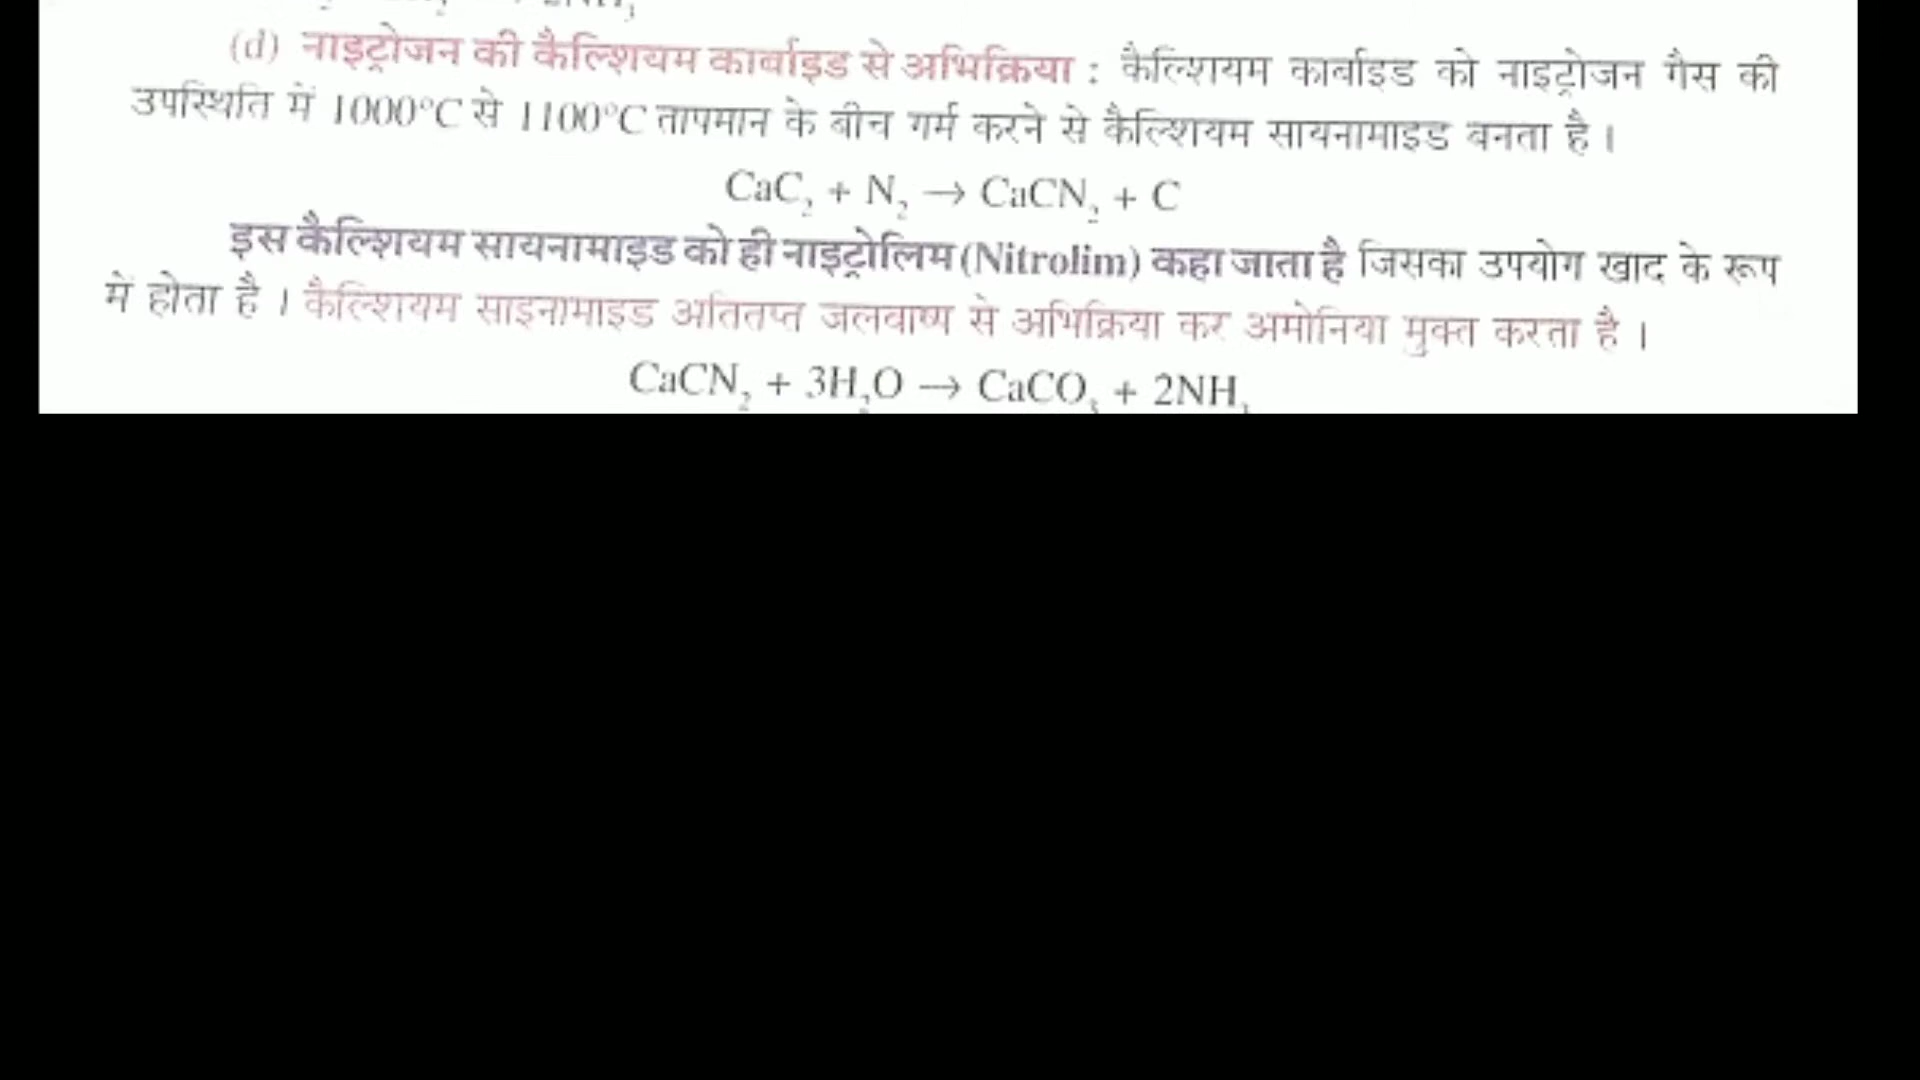 (d) नाइट्रोजन की कैल्शियम कार्बाइड से अभिक्रिया : कैल्शियम कार्बाइड को नाइट्रोजन गैस की
उपस्थिति में 1000°C से 1100°C तापमान के बीच गर्म करने से कैल्शियम सायनामाइड बनता है ।
CaC₂ + N₂ → CaCN₂ + C
इस कैल्शियम सायनामाइड को ही नाइट्रोलिम (Nitrolim) कहा जाता है जिसका उपयोग खाद के रूप
में होता है । कैल्शियम साइनामाइड अतितप्त जलवाष्प से अभिक्रिया कर अमोनिया मुक्त करता है ।
CaCN₂ + 3H₂O → CaCO₃ + 2NH₃